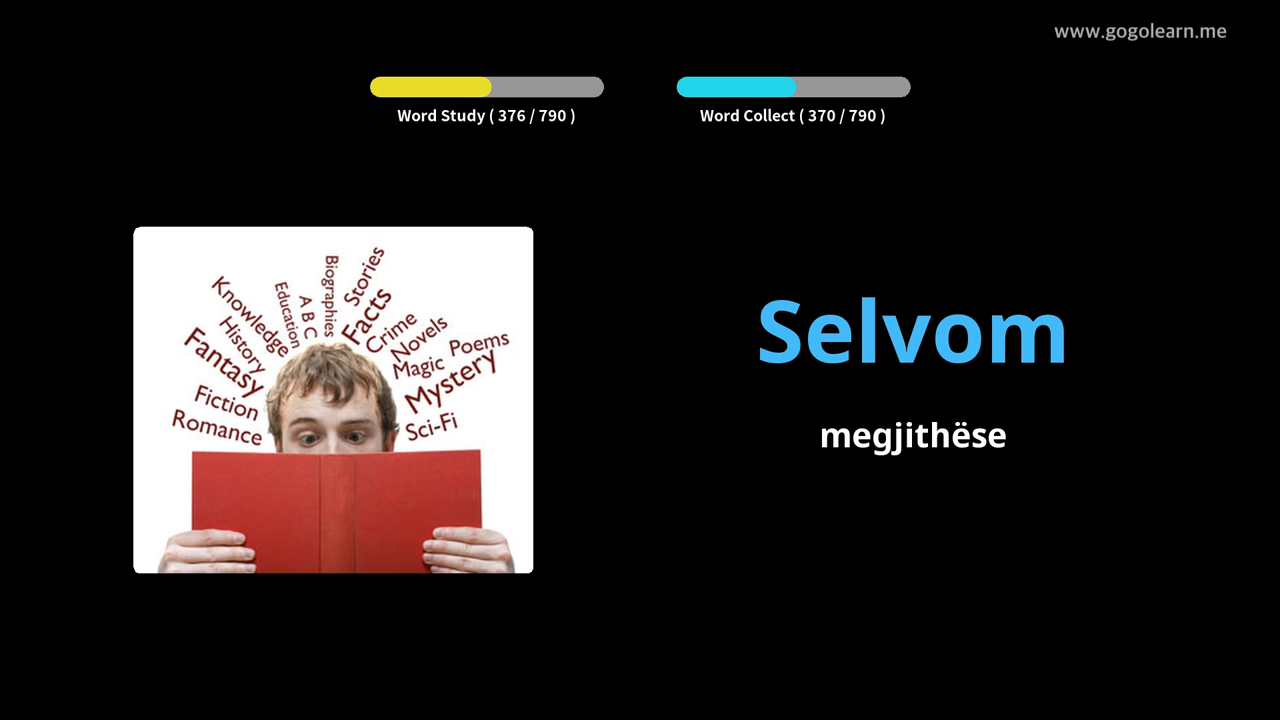 www.gogolearn.me
Word Study ( 376 / 790 )
Word Collect ( 370 / 790 )
Biographies
Stories
Education
A B C
Facts
Knowledge
Crime
History
Novels
Fantasy
Magic
Poems
Mystery
Fiction
Romance
Sci-Fi
Selvom
megjithëse